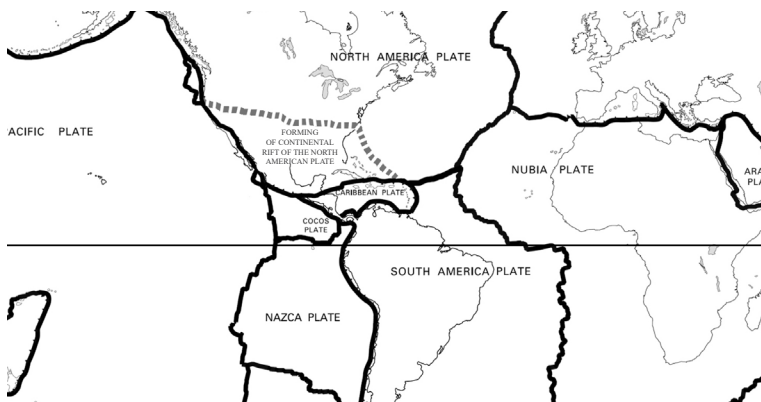 NORTH AMERICA PLATE
ACIFIC PLATE
FORMING
OF CONTINENTAL
RIFT OF THE NORTH
AMERICAN PLATE
NUBIA PLATE
ARA
PLA
CARIBBEAN PLATE
COCOS
PLATE
SOUTH AMERICA PLATE
NAZCA PLATE